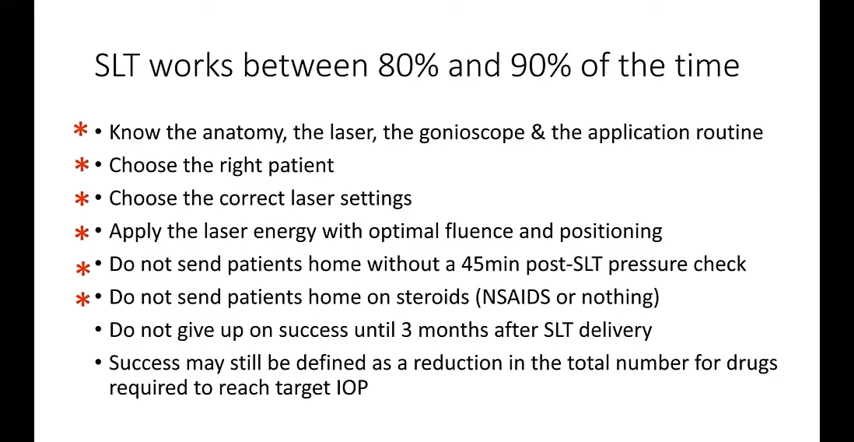 SLT works between 80% and 90% of the time
* • Know the anatomy, the laser, the gonioscope & the application routine
* • Choose the right patient
* • Choose the correct laser settings
* • Apply the laser energy with optimal fluence and positioning
* • Do not send patients home without a 45min post-SLT pressure check
* • Do not send patients home on steroids (NSAIDS or nothing)
• Do not give up on success until 3 months after SLT delivery
• Success may still be defined as a reduction in the total number for drugs
required to reach target IOP